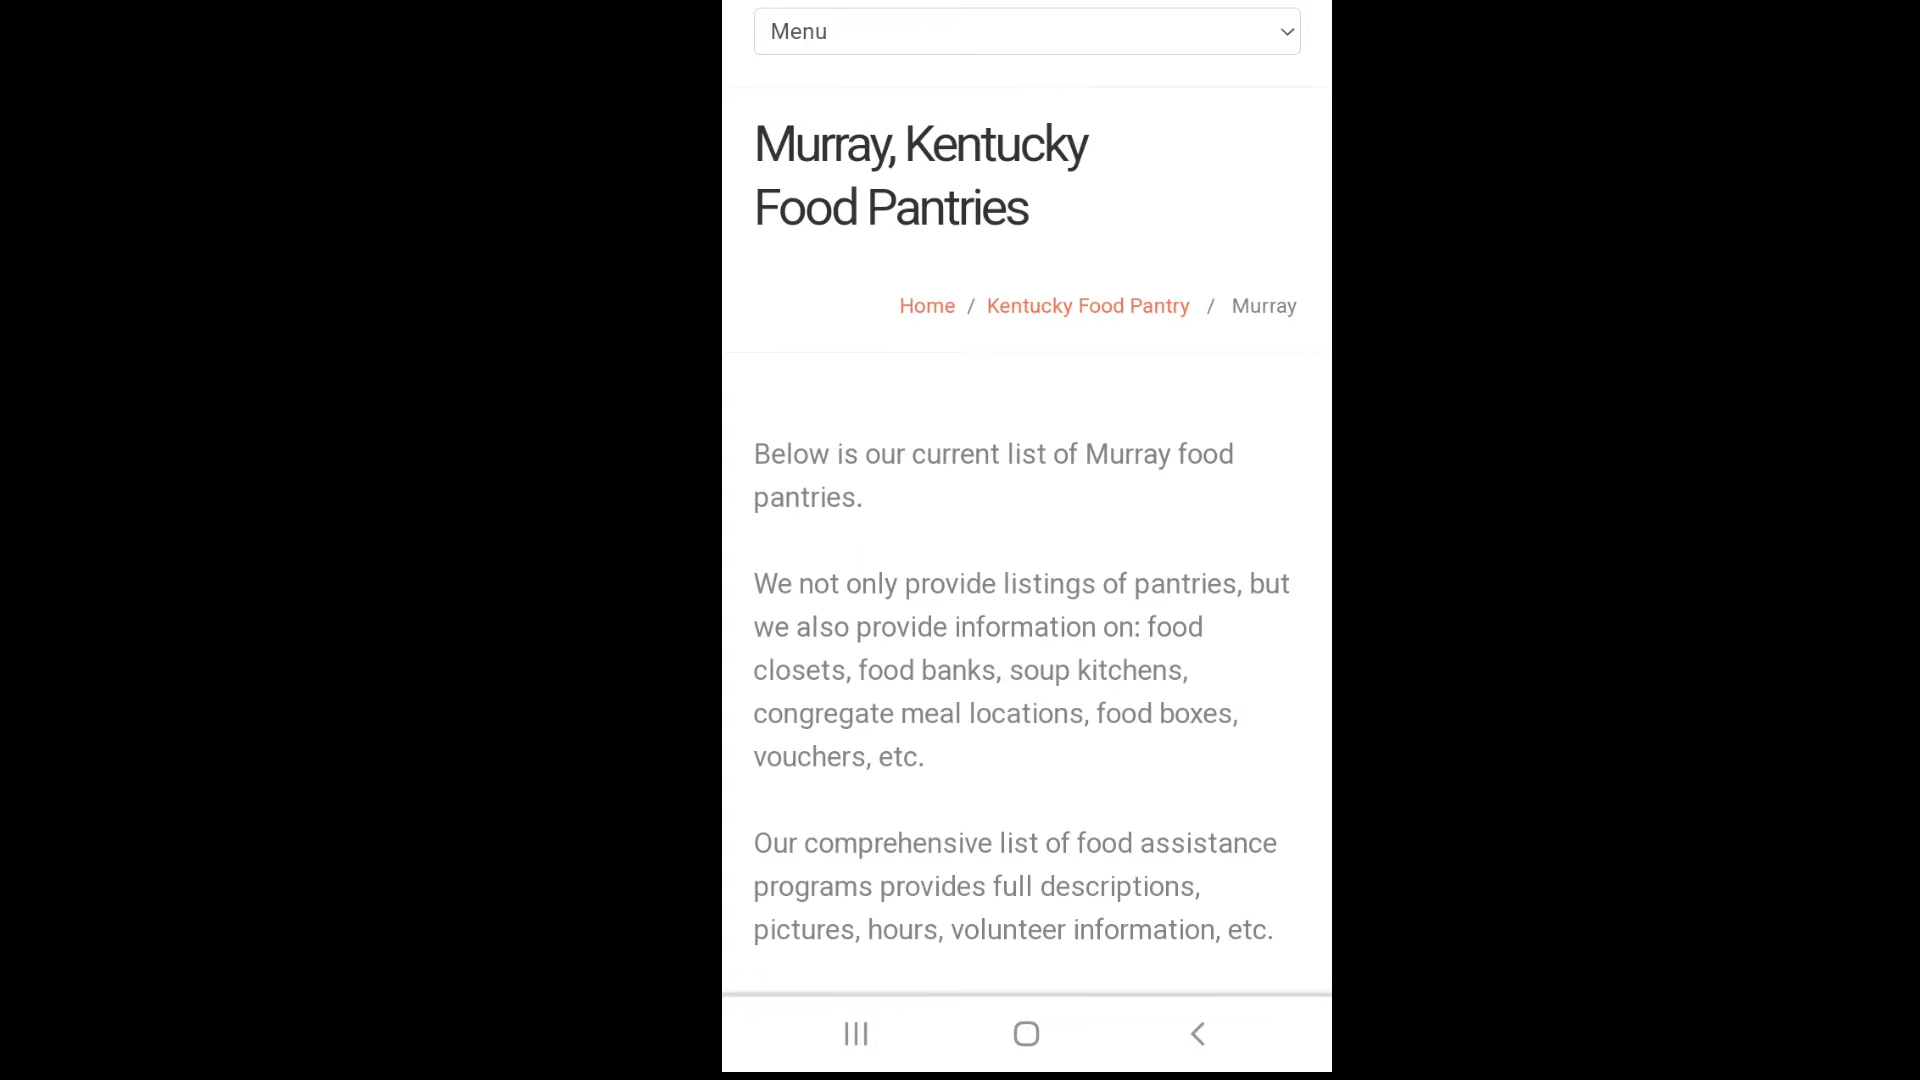 Menu
Murray, Kentucky
Food Pantries
Home / Kentucky Food Pantry / Murray
Below is our current list of Murray food
pantries.
We not only provide listings of pantries, but
we also provide information on: food
closets, food banks, soup kitchens,
congregate meal locations, food boxes,
vouchers, etc.
Our comprehensive list of food assistance
programs provides full descriptions,
pictures, hours, volunteer information, etc.